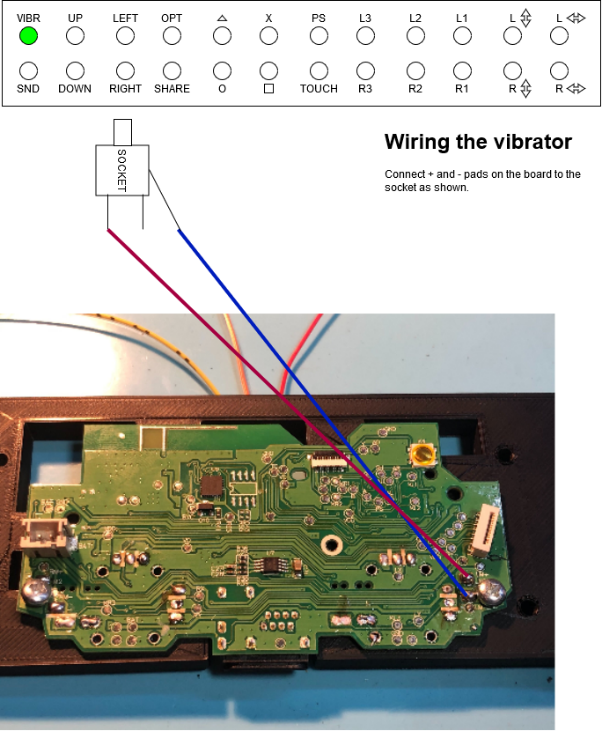 VIBR UP LEFT OPT △ X PS L3 L2 L1 L ⇕ L ⇔
SND DOWN RIGHT SHARE O □ TOUCH R3 R2 R1 R ⇕ R ⇔
SOCKET
Wiring the vibrator
Connect + and - pads on the board to the
socket as shown.